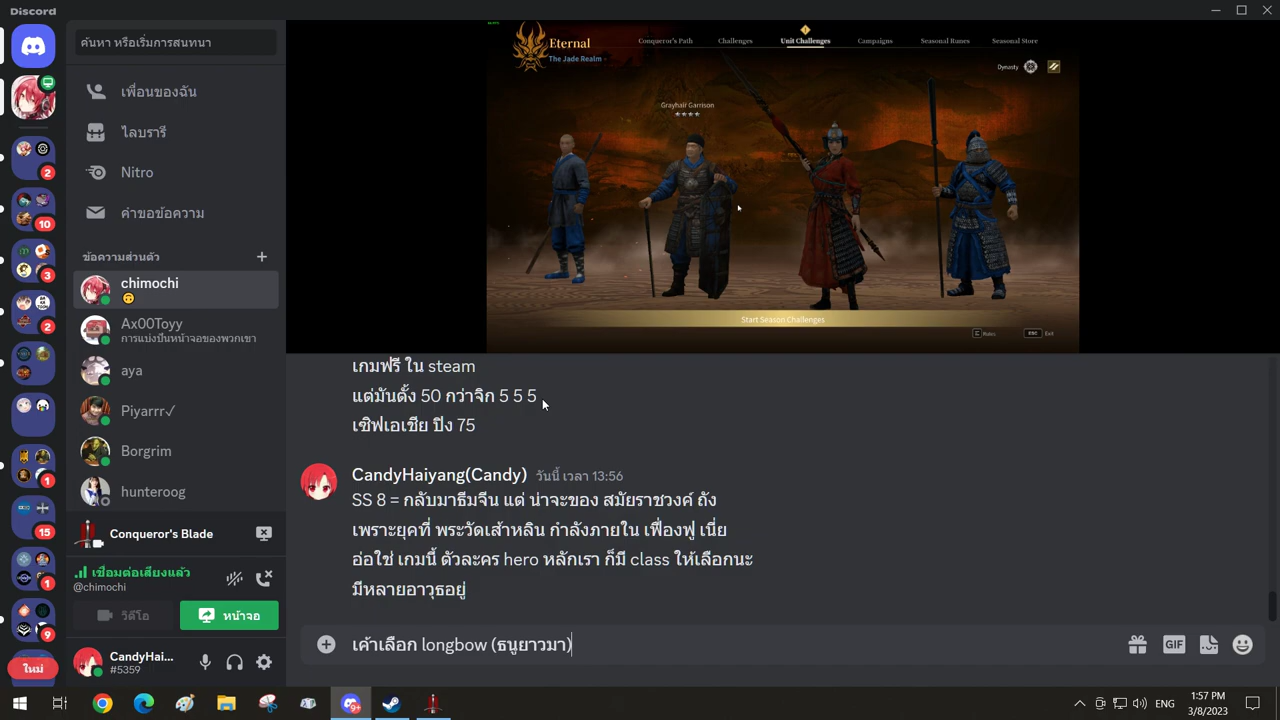 Discord
ค้นหาหรือเริ่มการสนทนา
เพื่อนของฉัน
ไลบรารี
Nitro
คำขอข้อความ
ข้อความส่วนตัว
chimochi
Ax00Toyy
การแบ่งปันหน้าจอของพวกเขา
aya
Piyarrr✓
Borgrim
hunteroog
Conqueror's Blade
เชื่อมต่อเสียงแล้ว
@chimochi
วิดีโอ
หน้าจอ
CandyHai...
#5359
ใหม่
2
10
3
2
1
15
1
9
Eternal
The Jade Realm
Conqueror's Path
Challenges
Unit Challenges
Campaigns
Seasonal Runes
Seasonal Store
Dynasty
Grayhair Garrison
Start Season Challenges
Rules
ESC
Exit
เกมฟรี ใน steam
แต่มันตั้ง 50 กว่าจิก 5 5 5
เซิฟเอเชีย ปิง 75
CandyHaiyang(Candy) วันนี้ เวลา 13:56
SS 8 = กลับมาธีมจีน แต่ น่าจะของ สมัยราชวงค์ ถัง
เพราะยุคที่ พระวัดเส้าหลิน กำลังภายใน เฟื่องฟู เนี่ย
อ่อใช่ เกมนี้ ตัวละคร hero หลักเรา ก็มี class ให้เลือกนะ
มีหลายอาวุธอยู่
เค้าเลือก longbow (ธนูยาวมา)
GIF
9+
ENG
1:57 PM
3/8/2023